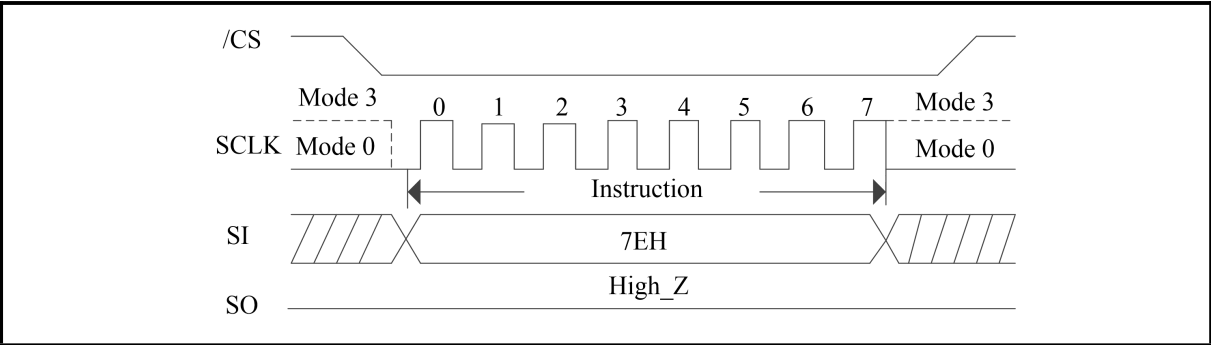 /CS
Mode 3 0 1 2 3 4 5 6 7 Mode 3
SCLK Mode 0 Mode 0
Instruction
SI 7EH
High_Z
SO